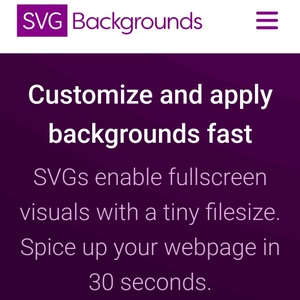 SVG Backgrounds
Customize and apply
backgrounds fast
SVGs enable fullscreen
visuals with a tiny filesize.
Spice up your webpage in
30 seconds.